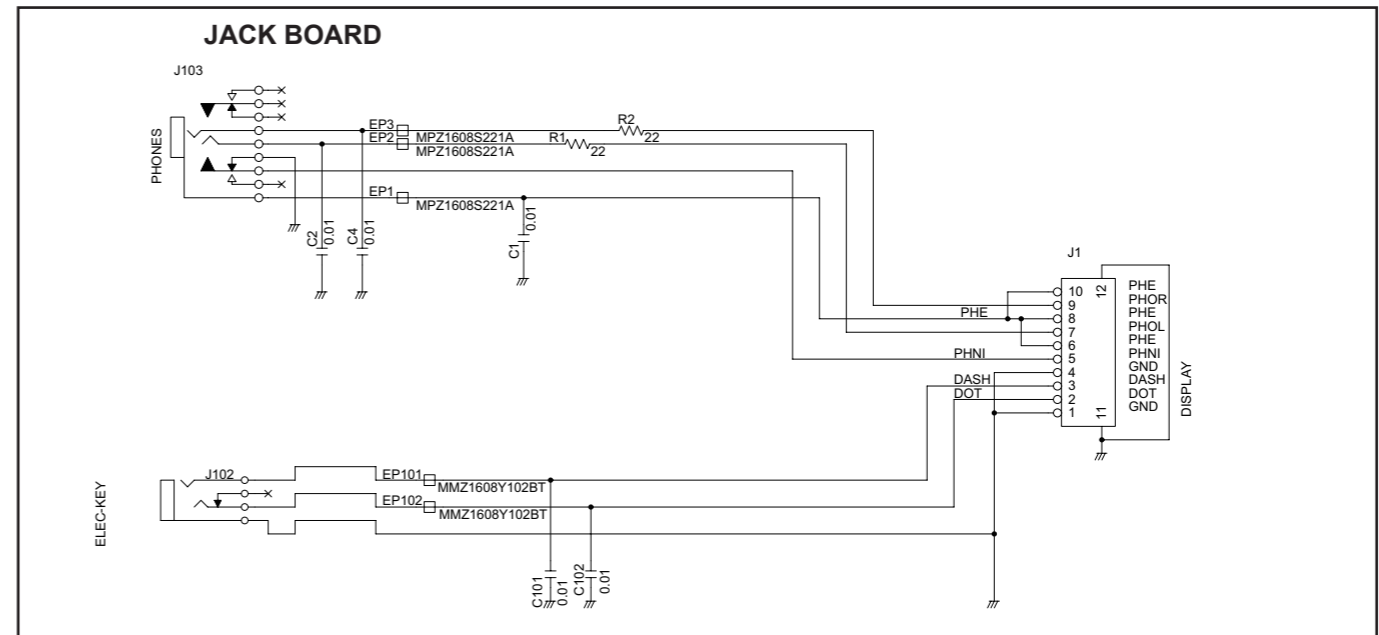 JACK BOARD
J103
PHONES
EP3
MPZ1608S221A
R2
22
EP2
MPZ1608S221A
R1
22
EP1
MPZ1608S221A
C2
0.01
C4
0.01
C1
0.01
J1
10
9
8
7
6
5
4
3
2
1
12
11
PHE
PHOR
PHE
PHOL
PHE
PHNI
GND
DASH
DOT
GND
DISPLAY
PHE
PHNI
DASH
DOT
J102
ELEC-KEY
EP101
MMZ1608Y102BT
EP102
MMZ1608Y102BT
C101
0.01
C102
0.01